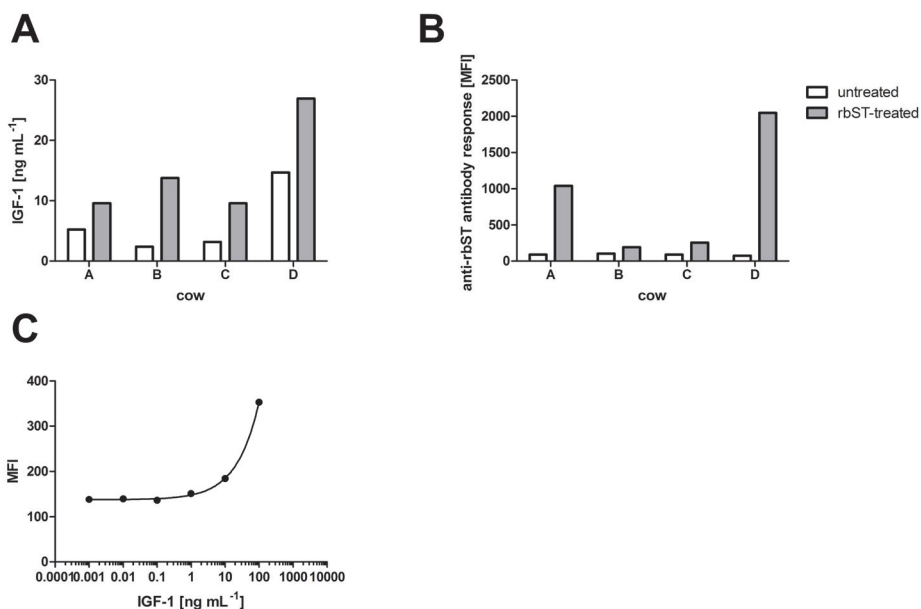 A
IGF-1 [ng mL⁻¹]
30
20
10
0
A B C D
cow
B
anti-rbST antibody response [MFI]
2500
2000
1500
1000
500
0
A B C D
cow
untreated
rbST-treated
C
MFI
400
300
200
100
0
0.0001 0.001 0.01 0.1 1 10 100 1000 10000
IGF-1 [ng mL⁻¹]